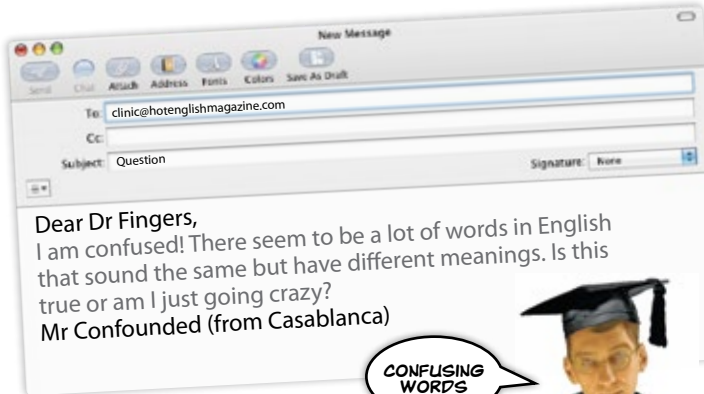 New Message
Send Chat Attach Address Fonts Colors Save As Draft
To: clinic@hotenglishmagazine.com
Cc:
Subject: Question
Signature: None
Dear Dr Fingers,
I am confused! There seem to be a lot of words in English
that sound the same but have different meanings. Is this
true or am I just going crazy?
Mr Confounded (from Casablanca)
CONFUSING
WORDS